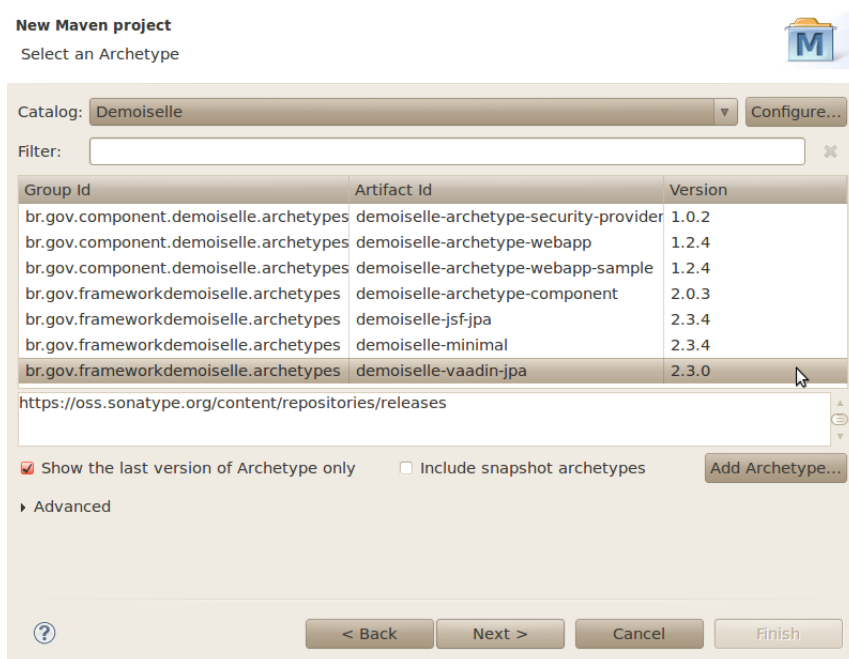 New Maven project
Select an Archetype
M
Catalog: Demoiselle Configure...
Filter:
Group Id Artifact Id Version
br.gov.component.demoiselle.archetypes demoiselle-archetype-security-provider 1.0.2
br.gov.component.demoiselle.archetypes demoiselle-archetype-webapp 1.2.4
br.gov.component.demoiselle.archetypes demoiselle-archetype-webapp-sample 1.2.4
br.gov.frameworkdemoiselle.archetypes demoiselle-archetype-component 2.0.3
br.gov.frameworkdemoiselle.archetypes demoiselle-jsf-jpa 2.3.4
br.gov.frameworkdemoiselle.archetypes demoiselle-minimal 2.3.4
br.gov.frameworkdemoiselle.archetypes demoiselle-vaadin-jpa 2.3.0
https://oss.sonatype.org/content/repositories/releases
Show the last version of Archetype only Include snapshot archetypes Add Archetype...
Advanced
? < Back Next > Cancel Finish